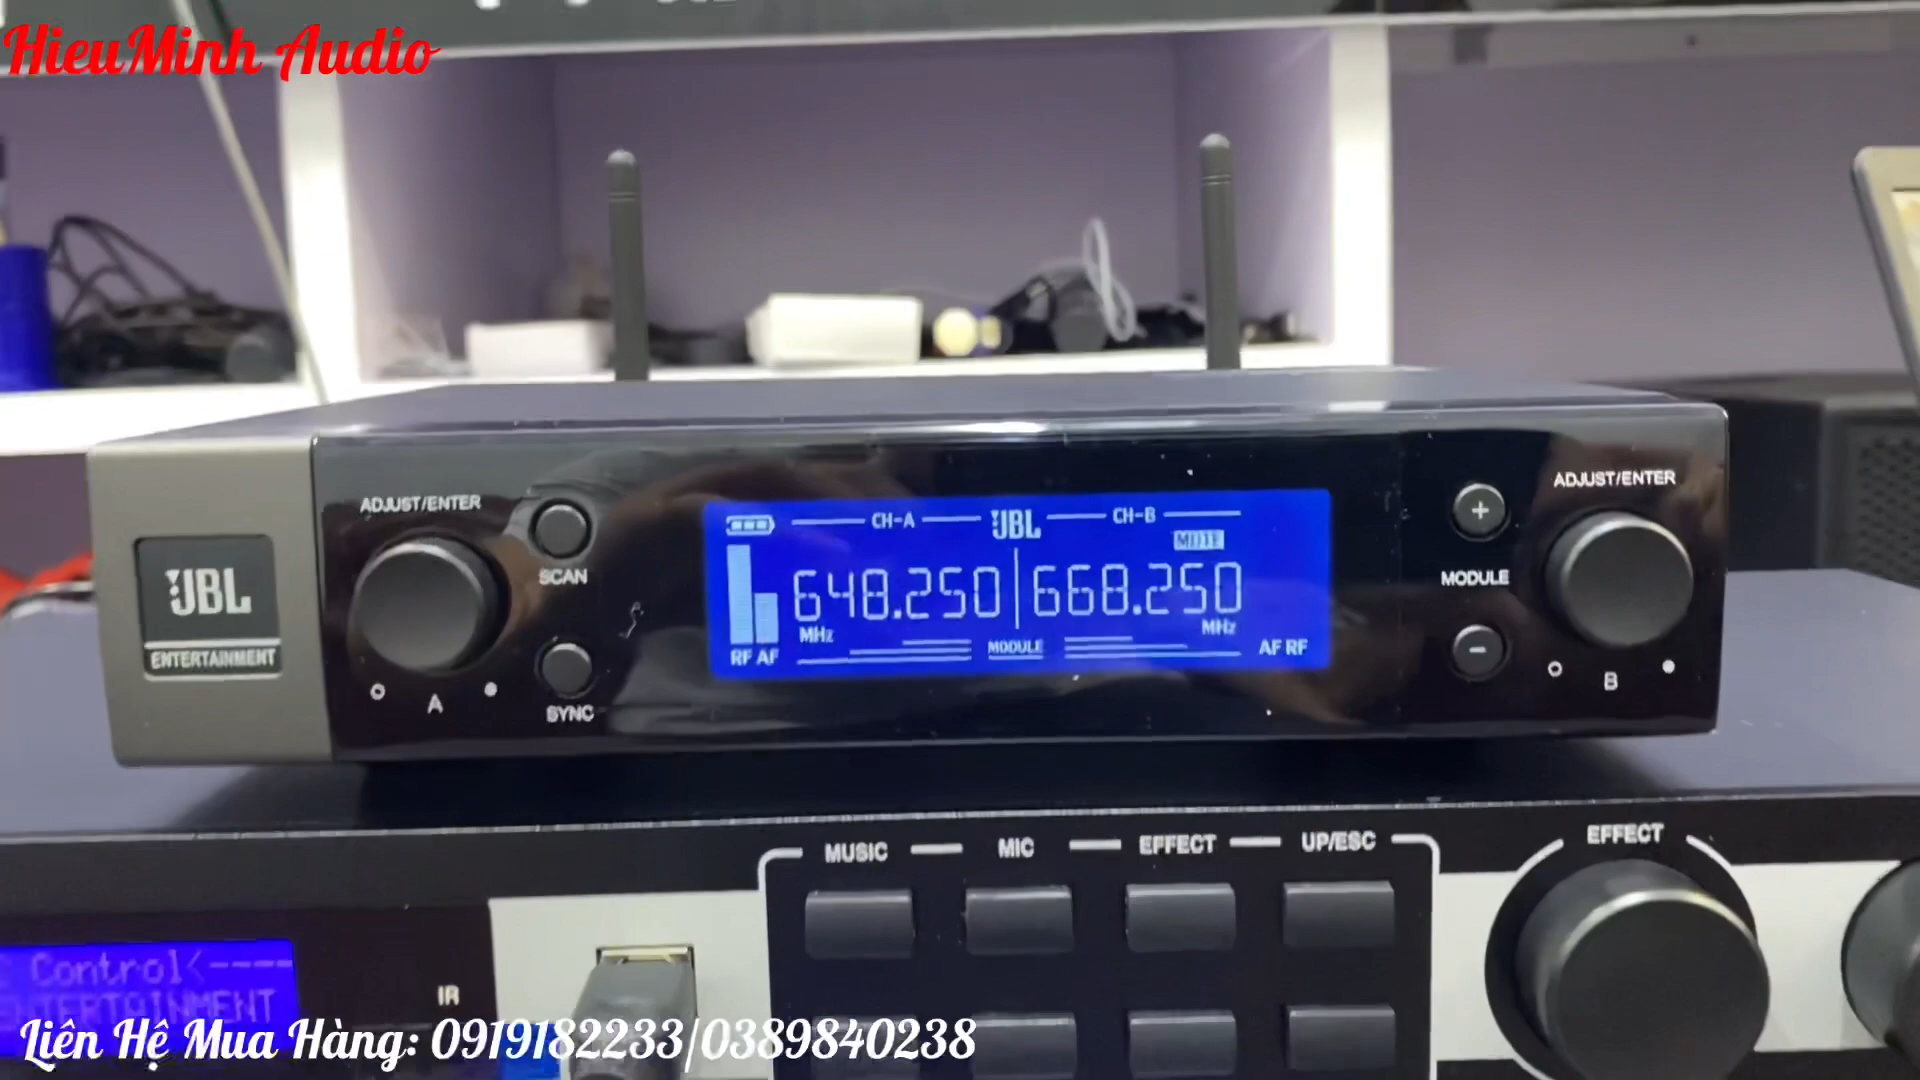 HieuMinh Audio
ADJUST/ENTER
SCAN
SYNC
A
JBL
ENTERTAINMENT
CH-A
JBL
CH-B
MUTE
648.250
668.250
MHz
MHz
RF AF
MODULE
AF RF
MODULE
ADJUST/ENTER
B
MUSIC
MIC
EFFECT
UP/ESC
EFFECT
Control<----
ENTERTAINMENT
IR
Liên Hệ Mua Hàng: 0919182233/0389840238